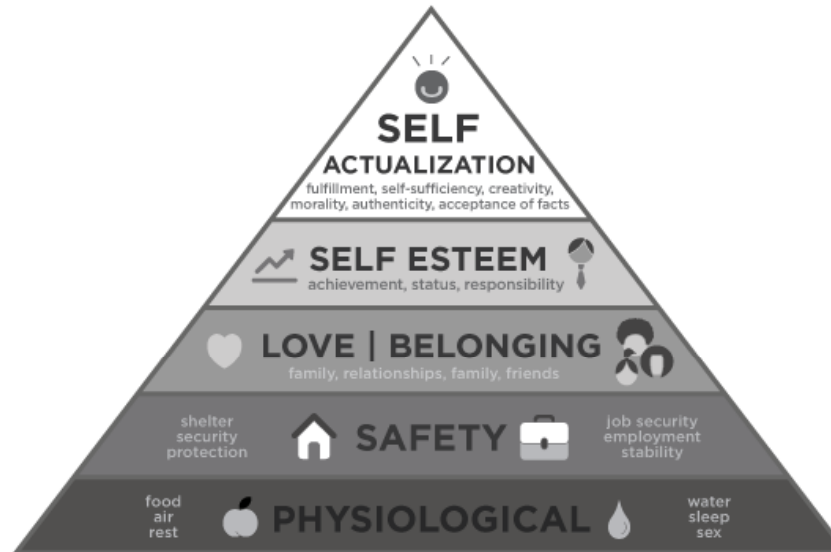 SELF
ACTUALIZATION
fulfillment, self-sufficiency, creativity,
morality, authenticity, acceptance of facts
SELF ESTEEM
achievement, status, responsibility
LOVE | BELONGING
family, relationships, family, friends
shelter
security
protection
SAFETY
job security
employment
stability
food
air
rest
PHYSIOLOGICAL
water
sleep
sex